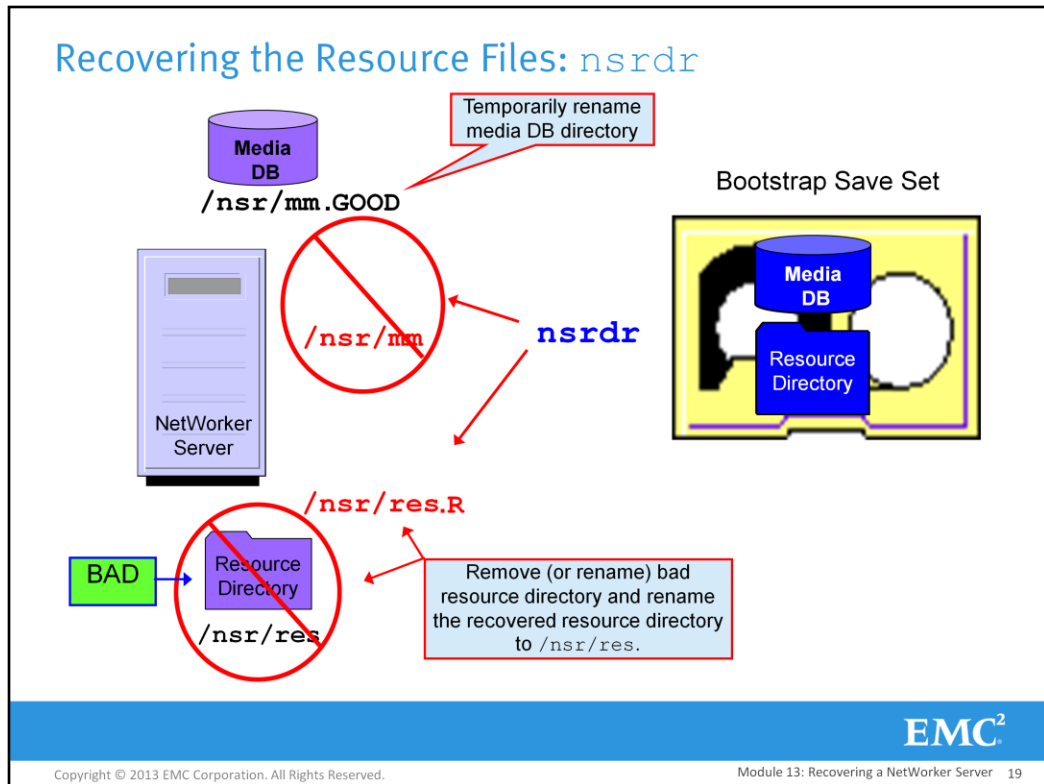 Recovering the Resource Files: nsrdr
Temporarily rename
media DB directory
Media
DB
/nsr/mm.GOOD
Bootstrap Save Set
/nsr/mm
nsrdr
Media
DB
Resource
Directory
NetWorker
Server
/nsr/res.R
BAD
Resource
Directory
/nsr/res
Remove (or rename) bad
resource directory and rename
the recovered resource directory
to /nsr/res.
EMC²
Copyright © 2013 EMC Corporation. All Rights Reserved.
Module 13: Recovering a NetWorker Server 19